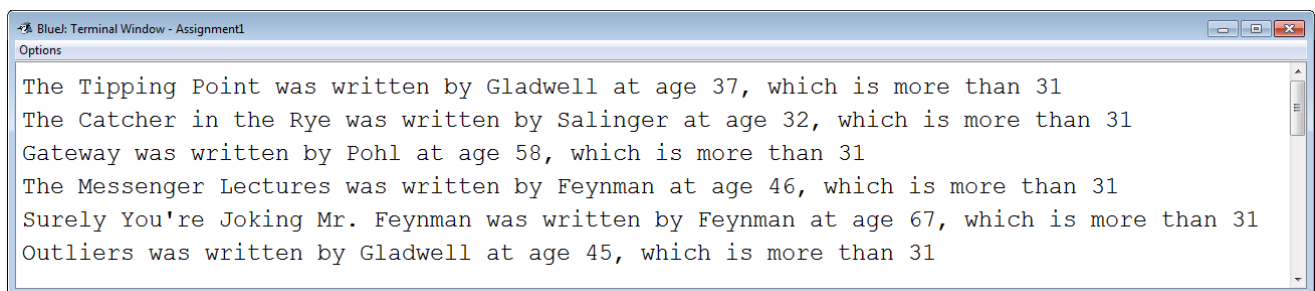 BlueJ: Terminal Window - Assignment1
Options
The Tipping Point was written by Gladwell at age 37, which is more than 31
The Catcher in the Rye was written by Salinger at age 32, which is more than 31
Gateway was written by Pohl at age 58, which is more than 31
The Messenger Lectures was written by Feynman at age 46, which is more than 31
Surely You're Joking Mr. Feynman was written by Feynman at age 67, which is more than 31
Outliers was written by Gladwell at age 45, which is more than 31